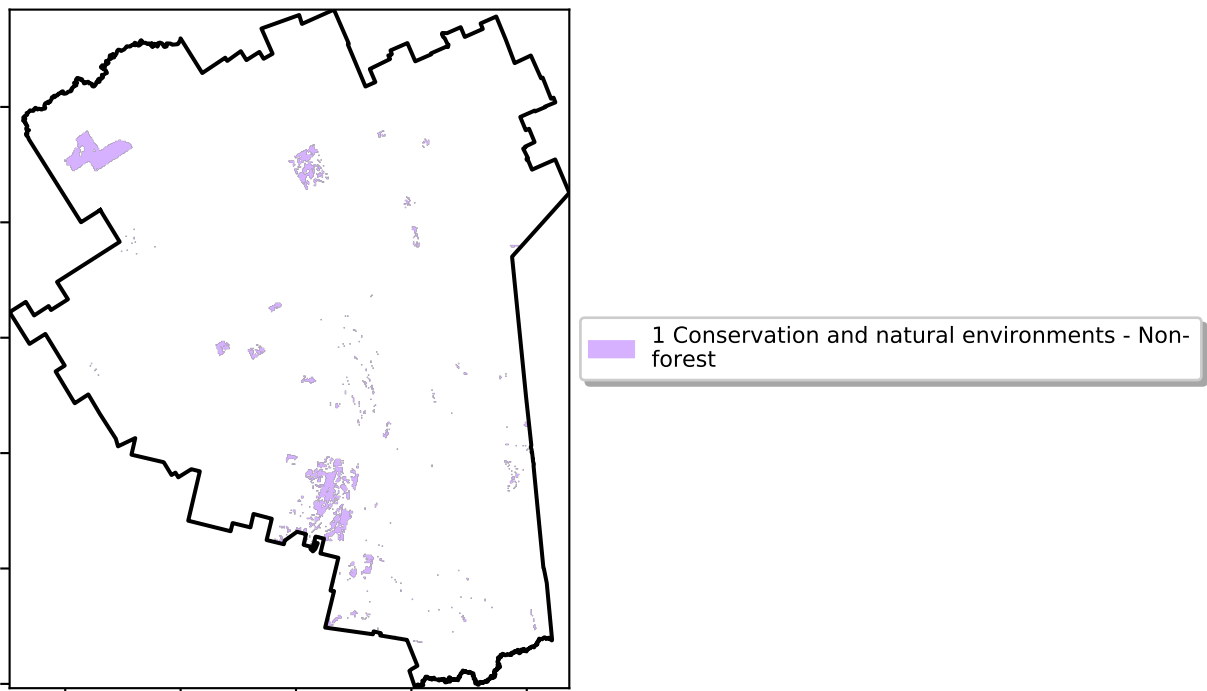 1 Conservation and natural environments - Non-
forest